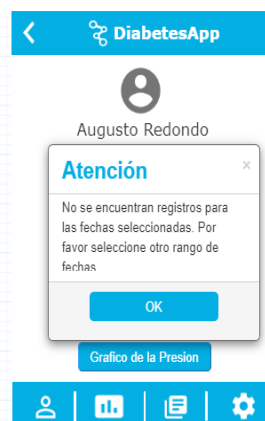 DiabetesApp
Augusto Redondo
Atención
×
No se encuentran registros para
las fechas seleccionadas. Por
favor seleccione otro rango de
fechas
OK
Grafico de la Presion